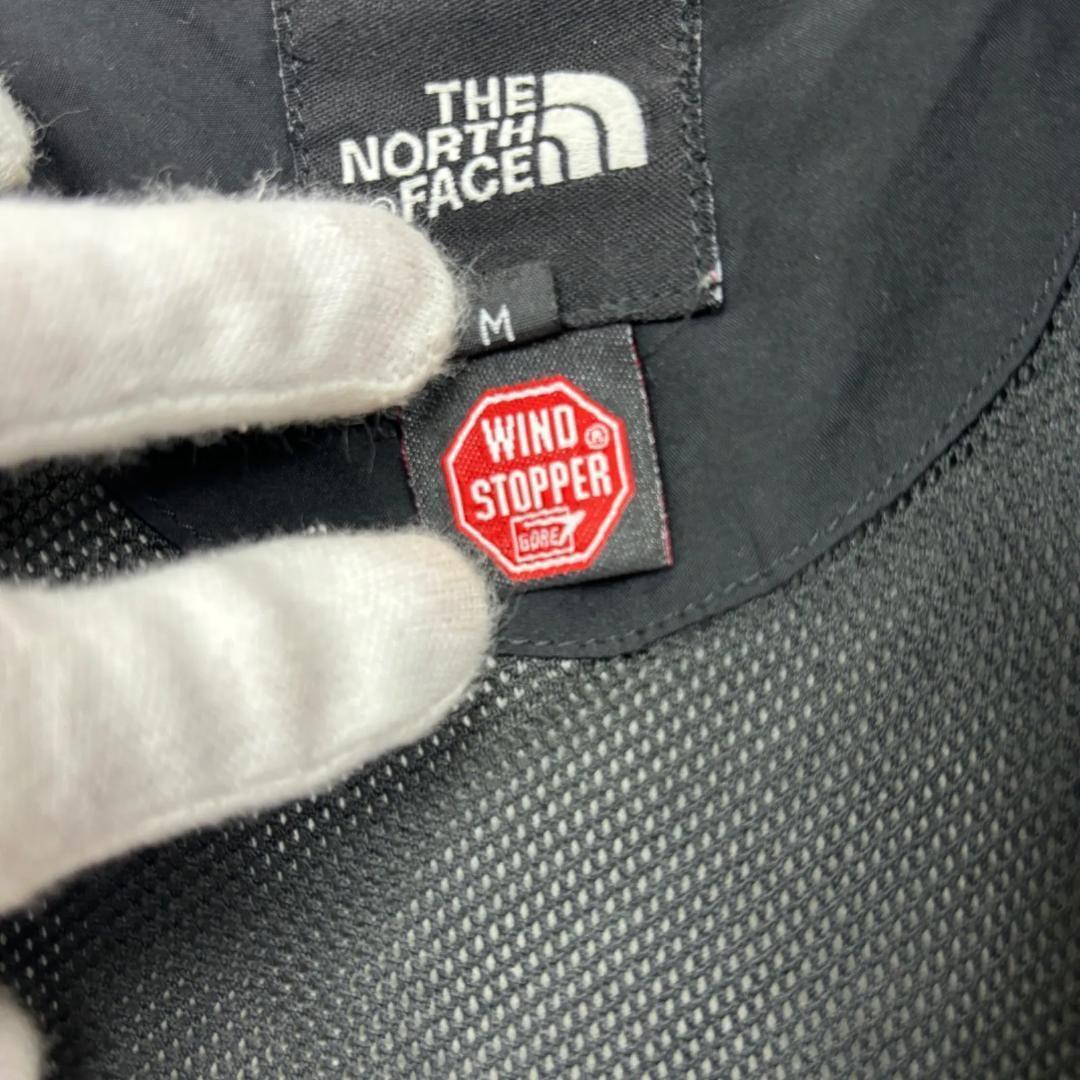 THE
NORTH
FACE
M
WIND
STOPPER®
GORE